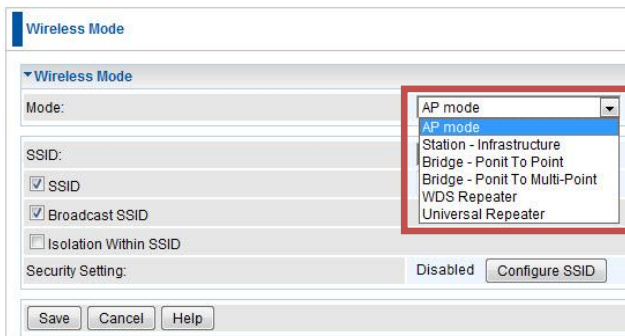 Wireless Mode
Wireless Mode
Mode: AP mode
AP mode
Station - Infrastructure
Bridge - Ponit To Point
Bridge - Ponit To Multi-Point
WDS Repeater
Universal Repeater
SSID:
SSID
Broadcast SSID
Isolation Within SSID
Security Setting: Disabled Configure SSID
Save Cancel Help